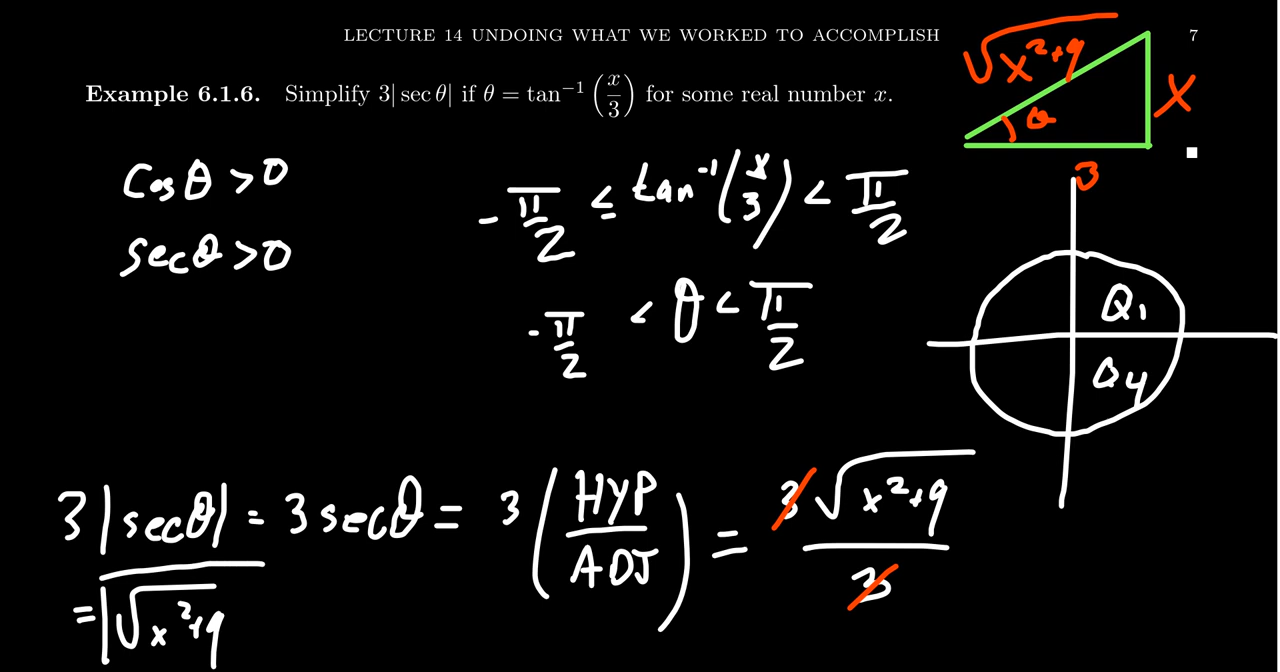 LECTURE 14 UNDOING WHAT WE WORKED TO ACCOMPLISH 7
Example 6.1.6. Simplify 3| sec θ| if θ = tan⁻¹ (x/3) for some real number x.
√(x²+9)
θ
x
3
cos θ > 0
sec θ > 0
-π/2 ≤ tan⁻¹(x/3) < π/2
-π/2 < θ < π/2
Q1
Q4
3|sec θ| = 3 sec θ = 3 (HYP/ADJ) = 3√(x²+9)/3
= √(x²+9)